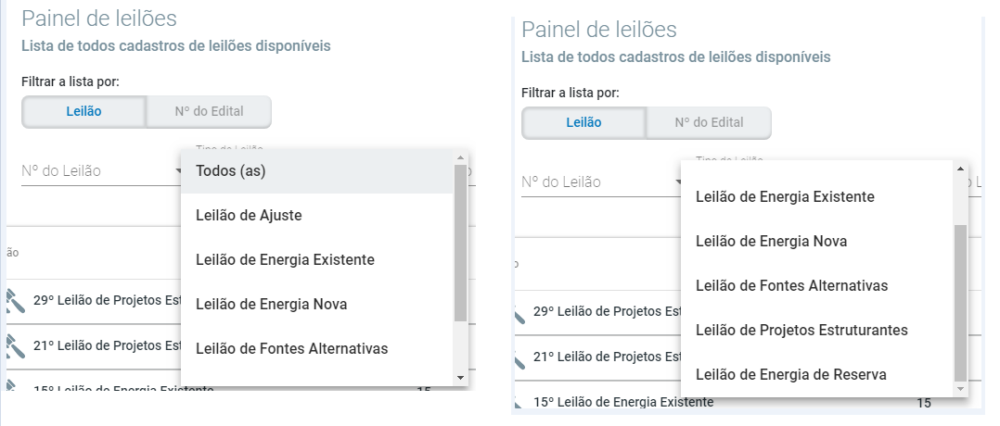 Painel de leilões
Lista de todos cadastros de leilões disponíveis
Filtrar a lista por:
Leilão
Nº do Edital
Tipo de Leilão
Nº do Leilão
Todos (as)
Leilão de Ajuste
Leilão de Energia Existente
Leilão de Energia Nova
Leilão de Fontes Alternativas
ão
29º Leilão de Projetos Est
21º Leilão de Projetos Est
15º Leilão de Energia Existente
15
Painel de leilões
Lista de todos cadastros de leilões disponíveis
Filtrar a lista por:
Leilão
Nº do Edital
Tipo de Leilão
Nº do Leilão
o L
Leilão de Energia Existente
Leilão de Energia Nova
Leilão de Fontes Alternativas
Leilão de Projetos Estruturantes
Leilão de Energia de Reserva
o
29º Leilão de Projetos Estr
21º Leilão de Projetos Est
15º Leilão de Energia Existente
15